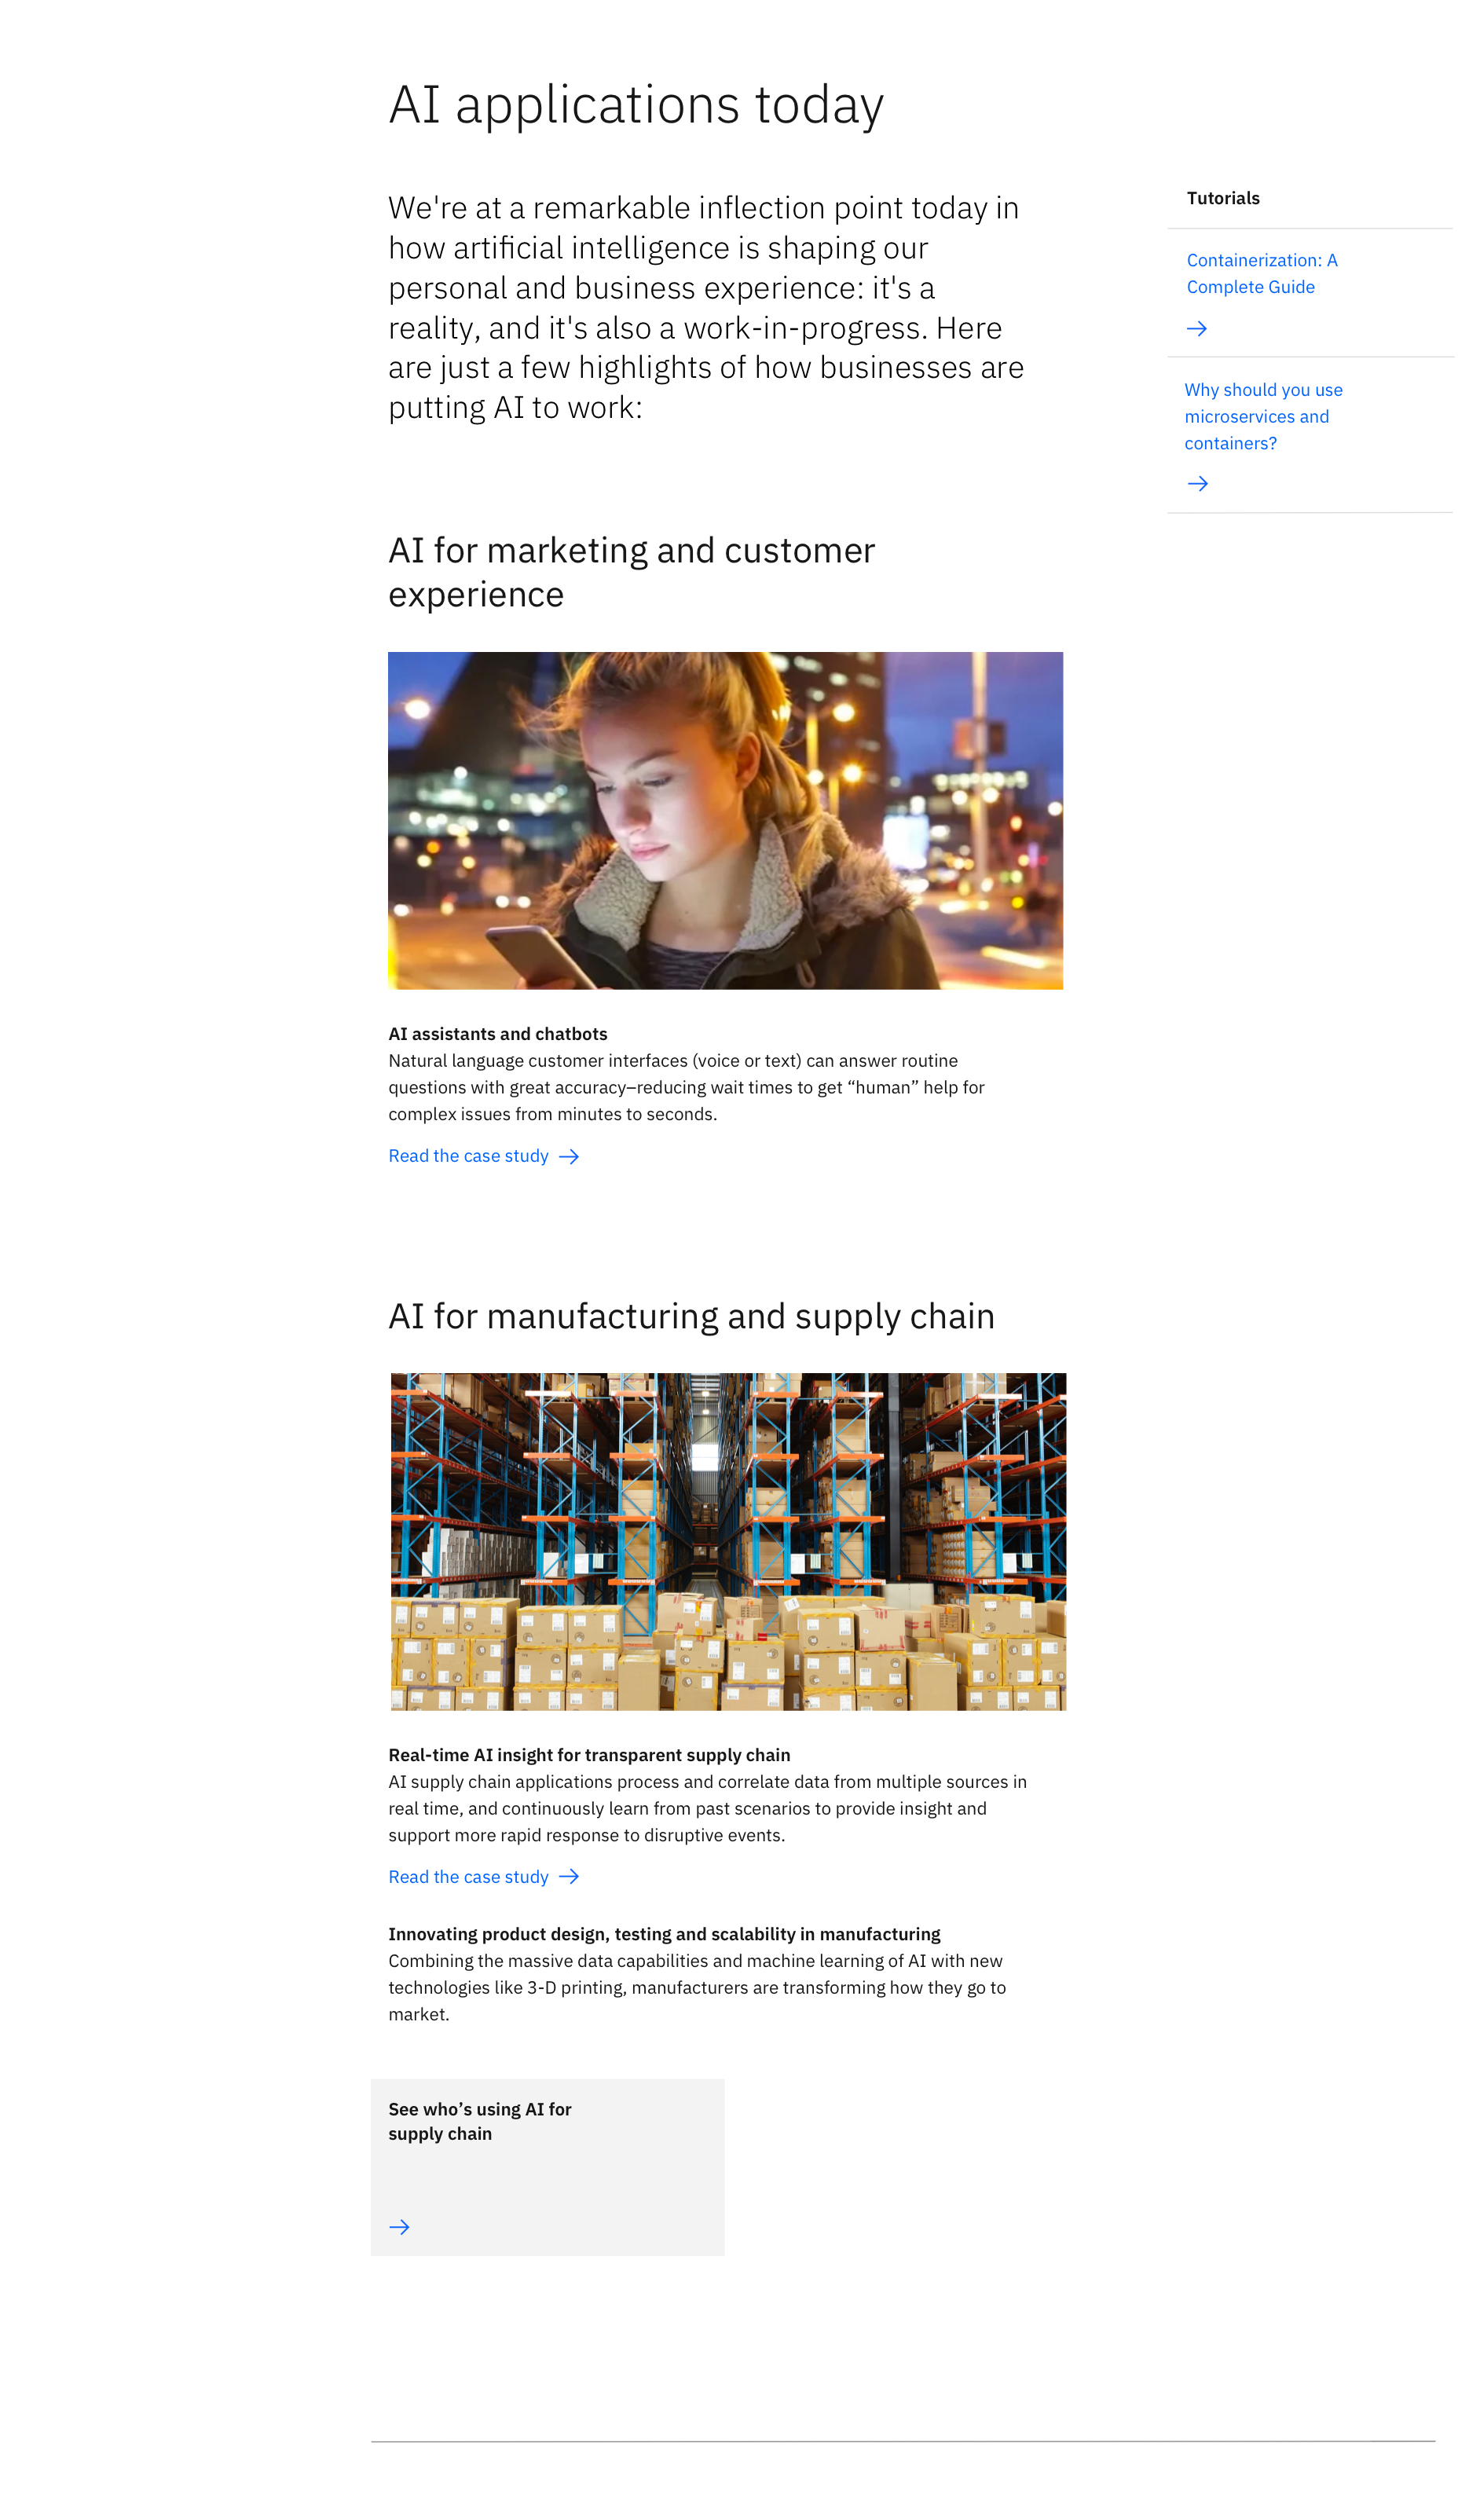 AI applications today
We're at a remarkable inflection point today in
how artificial intelligence is shaping our
personal and business experience: it's a
reality, and it's also a work-in-progress. Here
are just a few highlights of how businesses are
putting AI to work:
Tutorials
Containerization: A
Complete Guide
Why should you use
microservices and
containers?
AI for marketing and customer
experience
AI assistants and chatbots
Natural language customer interfaces (voice or text) can answer routine
questions with great accuracy–reducing wait times to get “human” help for
complex issues from minutes to seconds.
Read the case study
AI for manufacturing and supply chain
Real-time AI insight for transparent supply chain
AI supply chain applications process and correlate data from multiple sources in
real time, and continuously learn from past scenarios to provide insight and
support more rapid response to disruptive events.
Read the case study
Innovating product design, testing and scalability in manufacturing
Combining the massive data capabilities and machine learning of AI with new
technologies like 3-D printing, manufacturers are transforming how they go to
market.
See who’s using AI for
supply chain